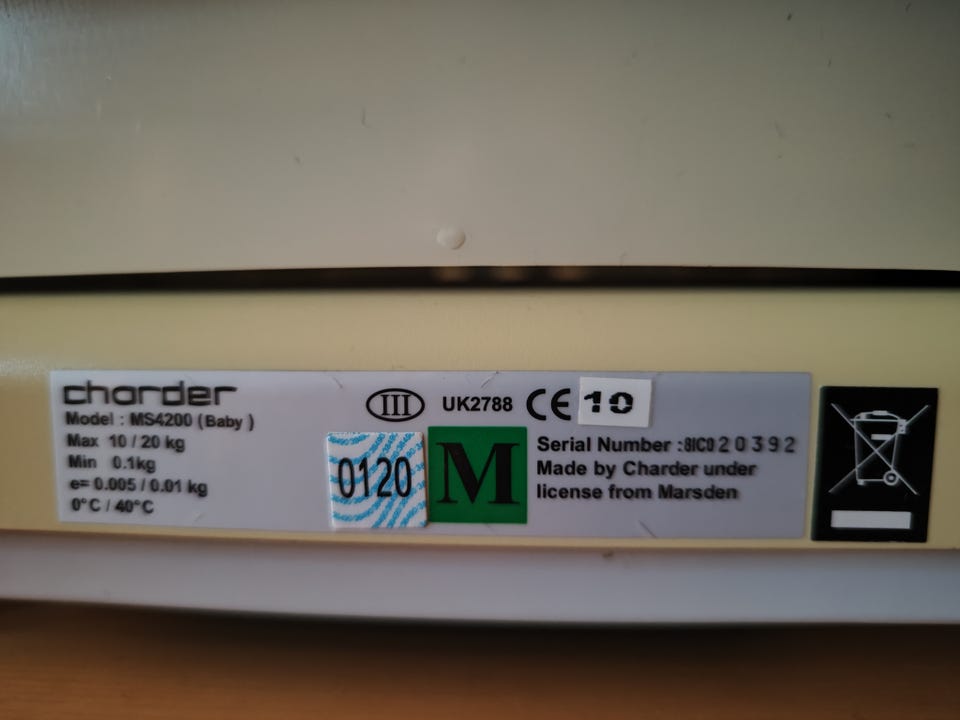 charder
Model : MS4200 (Baby )
Max 10 / 20 kg
Min 0.1kg
e= 0.005 / 0.01 kg
0°C / 40°C
III UK2788 CE 10
0120 M
Serial Number :8IC020392
Made by Charder under
license from Marsden